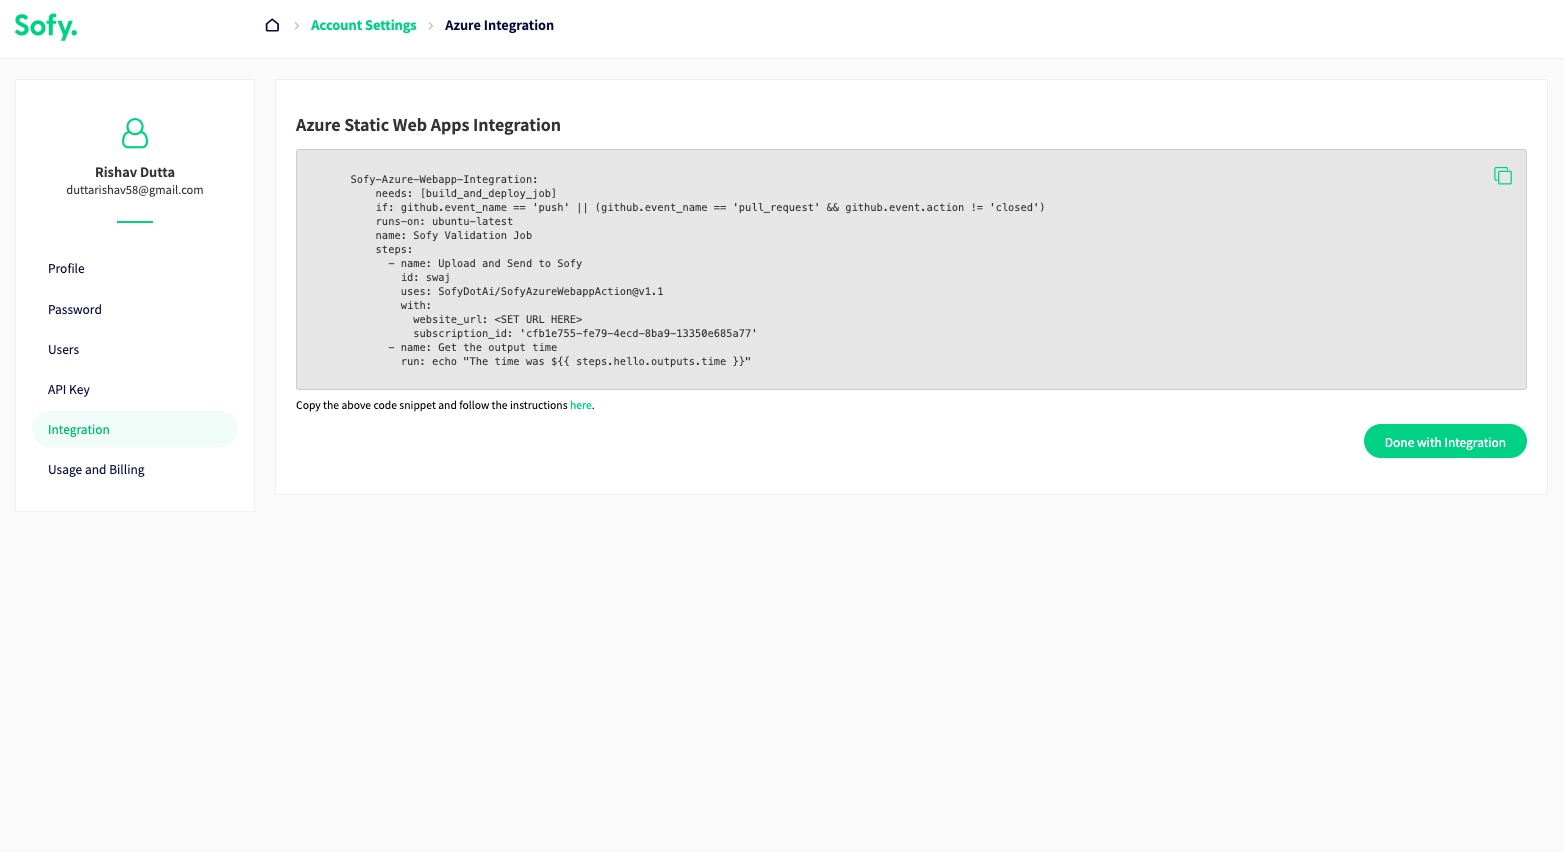 Sofy.
Account Settings > Azure Integration
Rishav Dutta
duttarishav58@gmail.com
Profile
Password
Users
API Key
Integration
Usage and Billing
Azure Static Web Apps Integration
Sofy-Azure-Webapp-Integration:
    needs: [build_and_deploy_job]
    if: github.event_name == 'push' || (github.event_name == 'pull_request' && github.event.action != 'closed')
    runs-on: ubuntu-latest
    name: Sofy Validation Job
    steps:
      - name: Upload and Send to Sofy
        id: swaj
        uses: SofyDotAi/SofyAzureWebappAction@v1.1
        with:
          website_url: <SET URL HERE>
          subscription_id: 'cfb1e755-fe79-4ecd-8ba9-13350e685a77'
      - name: Get the output time
        run: echo "The time was ${{ steps.hello.outputs.time }}"
Copy the above code snippet and follow the instructions here.
Done with Integration